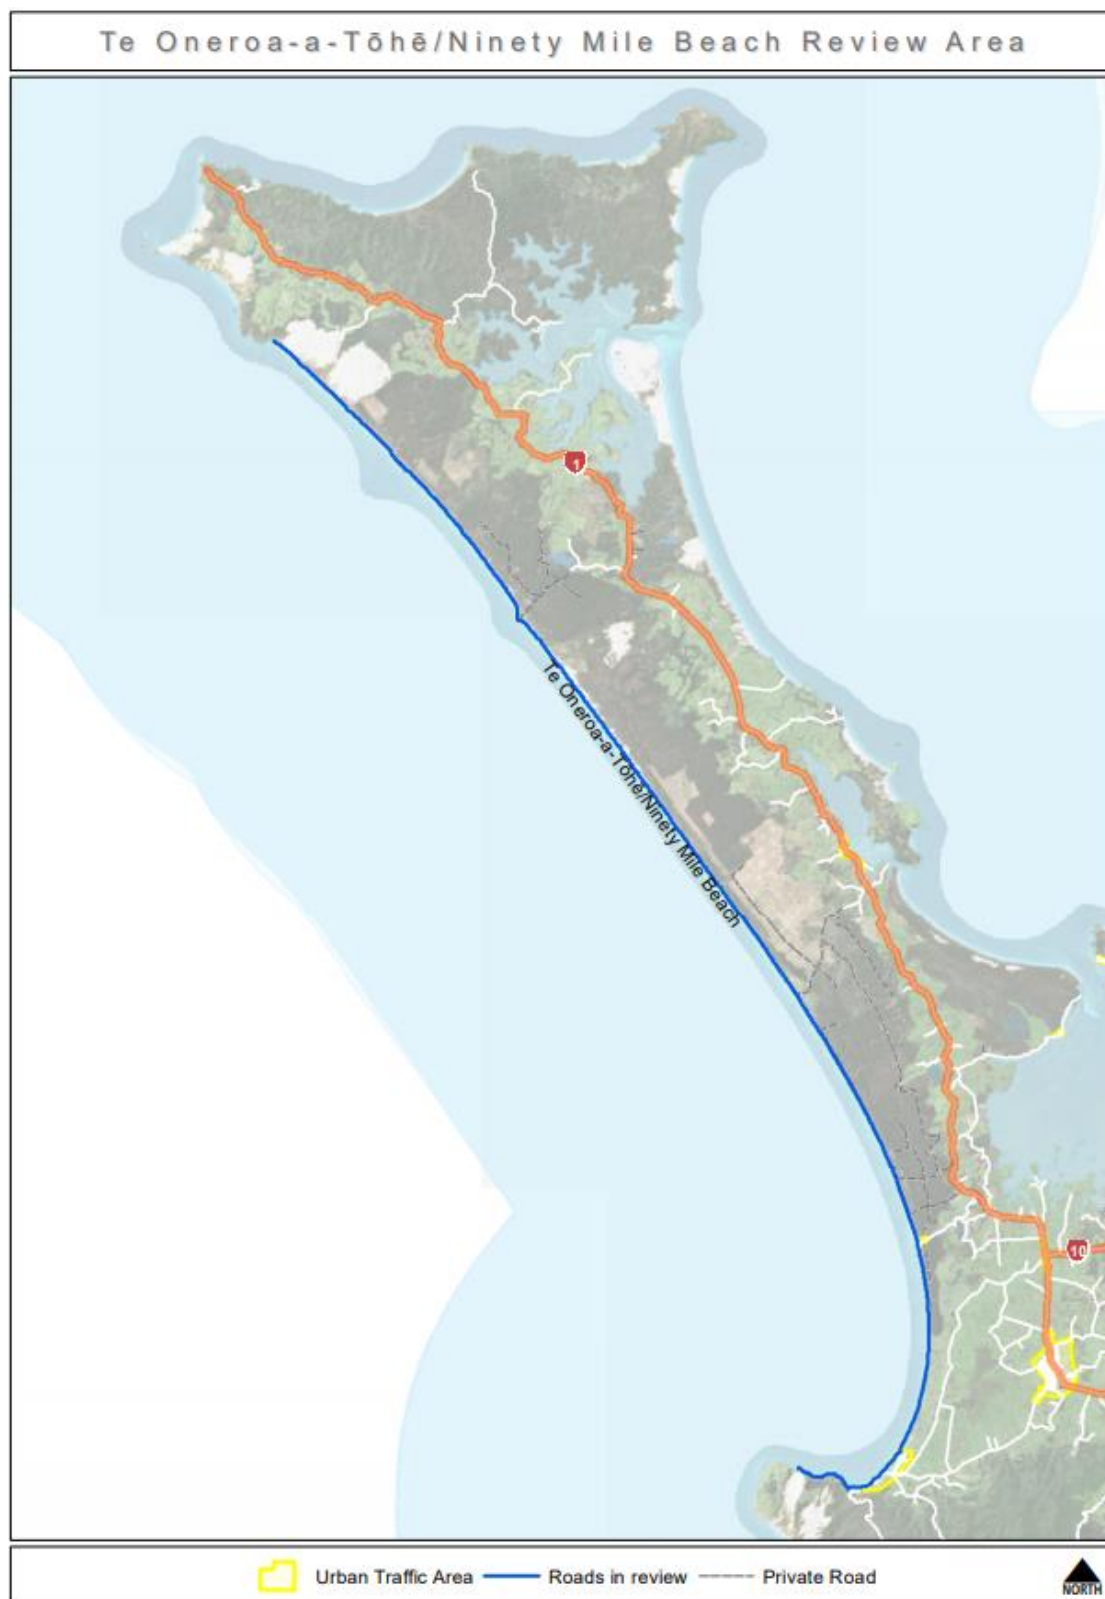 Te Oneroa-a-Tōhē/Ninety Mile Beach Review Area
1
Te Oneroa-a-Tōhē/Ninety Mile Beach
10
Urban Traffic Area
Roads in review
Private Road
NORTH